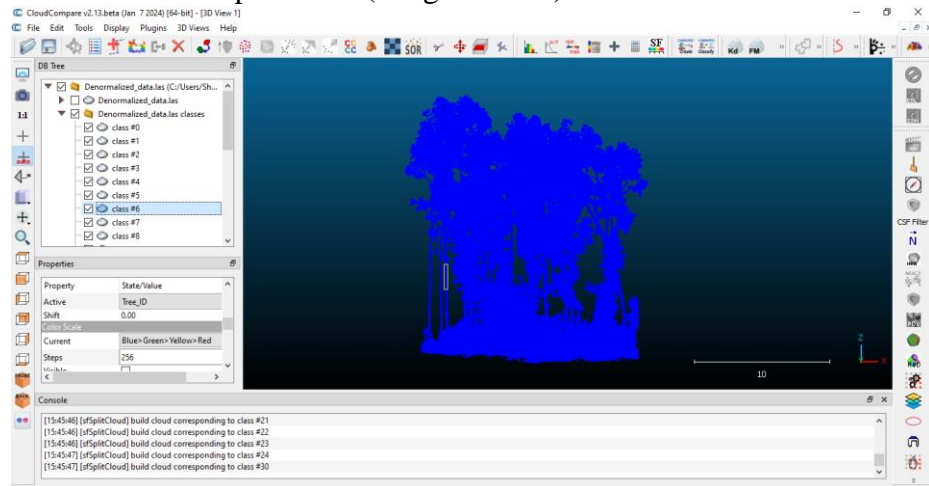 CloudCompare v2.13.beta (Jan 7 2024) [64-bit] - [3D View 1]
File Edit Tools Display Plugins 3D Views Help
SOR
SF
Kd
FM
DB Tree
Denormalized_data.las (C:/Users/Sh...
Denormalized_data.las
Denormalized_data.las classes
class #0
class #1
class #2
class #3
class #4
class #5
class #6
class #7
class #8
1:1
CSF Filter
N
Properties
Property State/Value
Active Tree_ID
Shift 0.00
Color Scale
Current Blue>Green>Yellow>Red
Steps 256
Z
X
10
Console
[15:45:46] [sfSplitCloud] build cloud corresponding to class #21
[15:45:46] [sfSplitCloud] build cloud corresponding to class #22
[15:45:46] [sfSplitCloud] build cloud corresponding to class #23
[15:45:47] [sfSplitCloud] build cloud corresponding to class #24
[15:45:47] [sfSplitCloud] build cloud corresponding to class #30